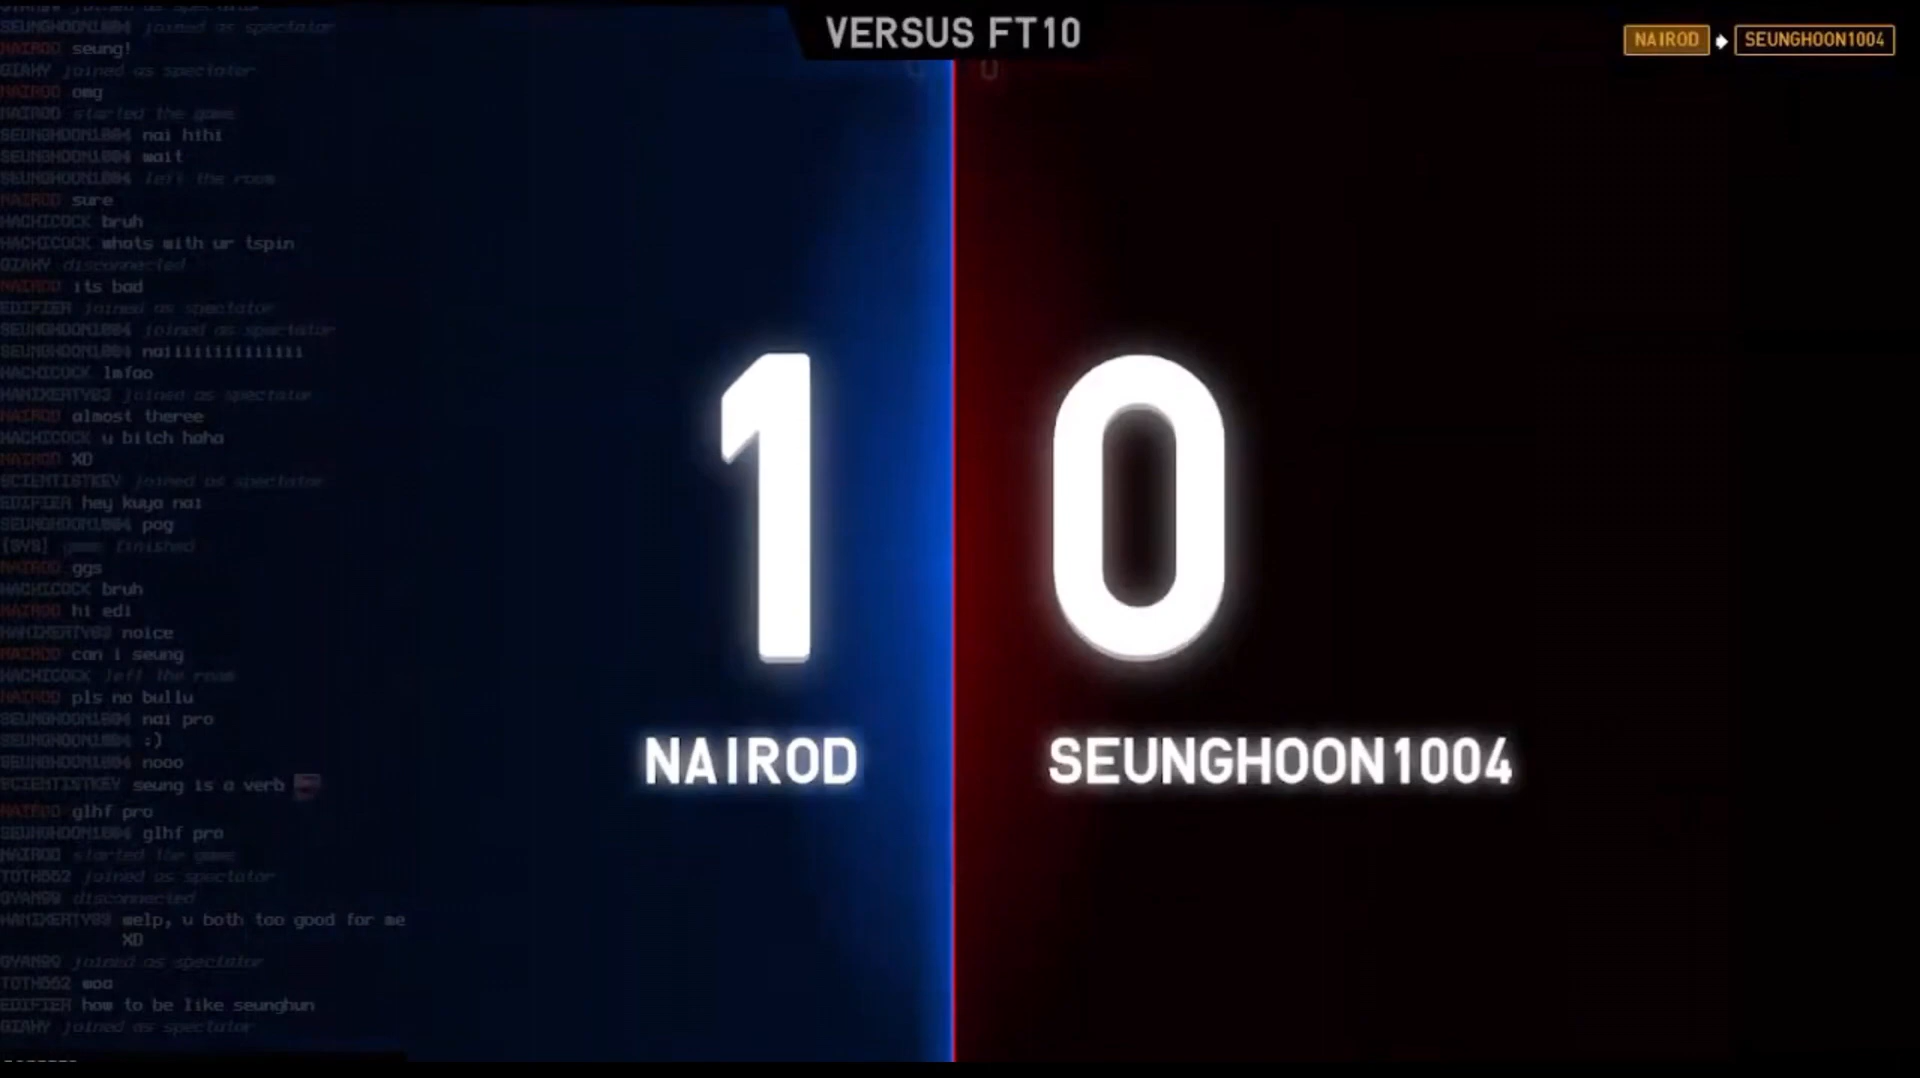 VERSUS FT10
NAIROD SEUNGHOON1004
SEUNGHOON1004 joined as spectator
NAIROD seung!
GIAHY joined as spectator
NAIROD omg
NAIROD started the game
SEUNGHOON1004 nai hihi
SEUNGHOON1004 wait
SEUNGHOON1004 left the room
NAIROD sure
HACHICOCK bruh
HACHICOCK whats with ur tspin
GIAHY disconnected
NAIROD its bad
EDIFIER joined as spectator
SEUNGHOON1004 joined as spectator
SEUNGHOON1004 naiiiiiiiiiiiiii
HACHICOCK lmfao
joined as spectator
NAIROD almost theree
HACHICOCK u bitch haha
NAIROD XD
SCIENTISTKEY joined as spectator
EDIFIER hey kuya nai
SEUNGHOON1004 pog
[SYS] game finished
NAIROD ggs
HACHICOCK bruh
NAIROD hi edi
noice
NAIROD can i seung
HACHICOCK left the room
NAIROD pls no bullu
SEUNGHOON1004 nai pro
SEUNGHOON1004 :)
SEUNGHOON1004 nooo
SCIENTISTKEY seung is a verb
NAIROD glhf pro
SEUNGHOON1004 glhf pro
NAIROD started the game
TOTH552 joined as spectator
GYAN99 disconnected
welp, u both too good for me
XD
GYAN99 joined as spectator
TOTH552 woo
EDIFIER how to be like seunghun
GIAHY joined as spectator
1 0
NAIROD SEUNGHOON1004